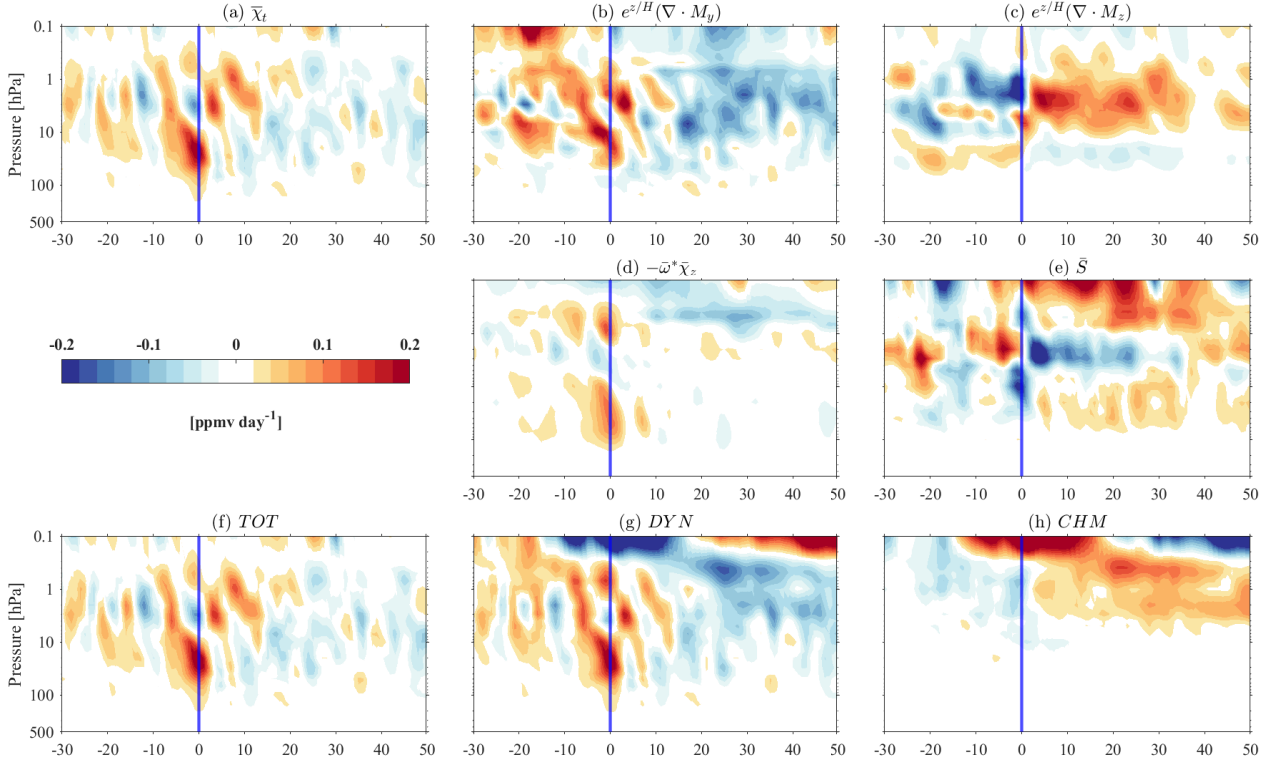 (a) χ̄_t
(b) e^{z/H}(∇ · M_y)
(c) e^{z/H}(∇ · M_z)
Pressure [hPa]
0.1
1
10
100
500
-30 -20 -10 0 10 20 30 40 50
-30 -20 -10 0 10 20 30 40 50
-30 -20 -10 0 10 20 30 40 50
(d) −ω̄*χ̄_z
(e) S̄
-0.2 -0.1 0 0.1 0.2
[ppmv day⁻¹]
-30 -20 -10 0 10 20 30 40 50
-30 -20 -10 0 10 20 30 40 50
(f) TOT
(g) DYN
(h) CHM
Pressure [hPa]
0.1
1
10
100
500
-30 -20 -10 0 10 20 30 40 50
-30 -20 -10 0 10 20 30 40 50
-30 -20 -10 0 10 20 30 40 50